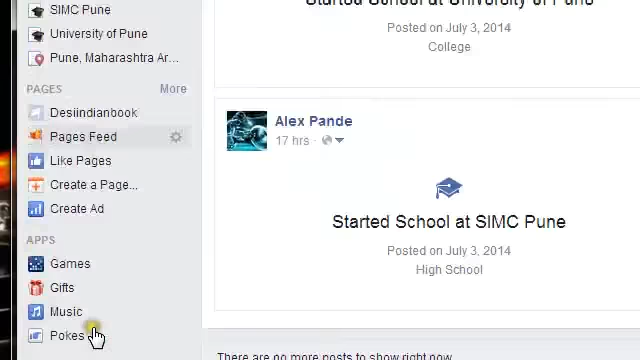 SIMC Pune
University of Pune
Pune, Maharashtra Ar...
PAGES More
Desiindianbook
Pages Feed
Like Pages
Create a Page...
Create Ad
APPS
Games
Gifts
Music
Pokes
Started School at University of Pune
Posted on July 3, 2014
College
Alex Pande
17 hrs ·
Started School at SIMC Pune
Posted on July 3, 2014
High School
There are no more posts to show right now